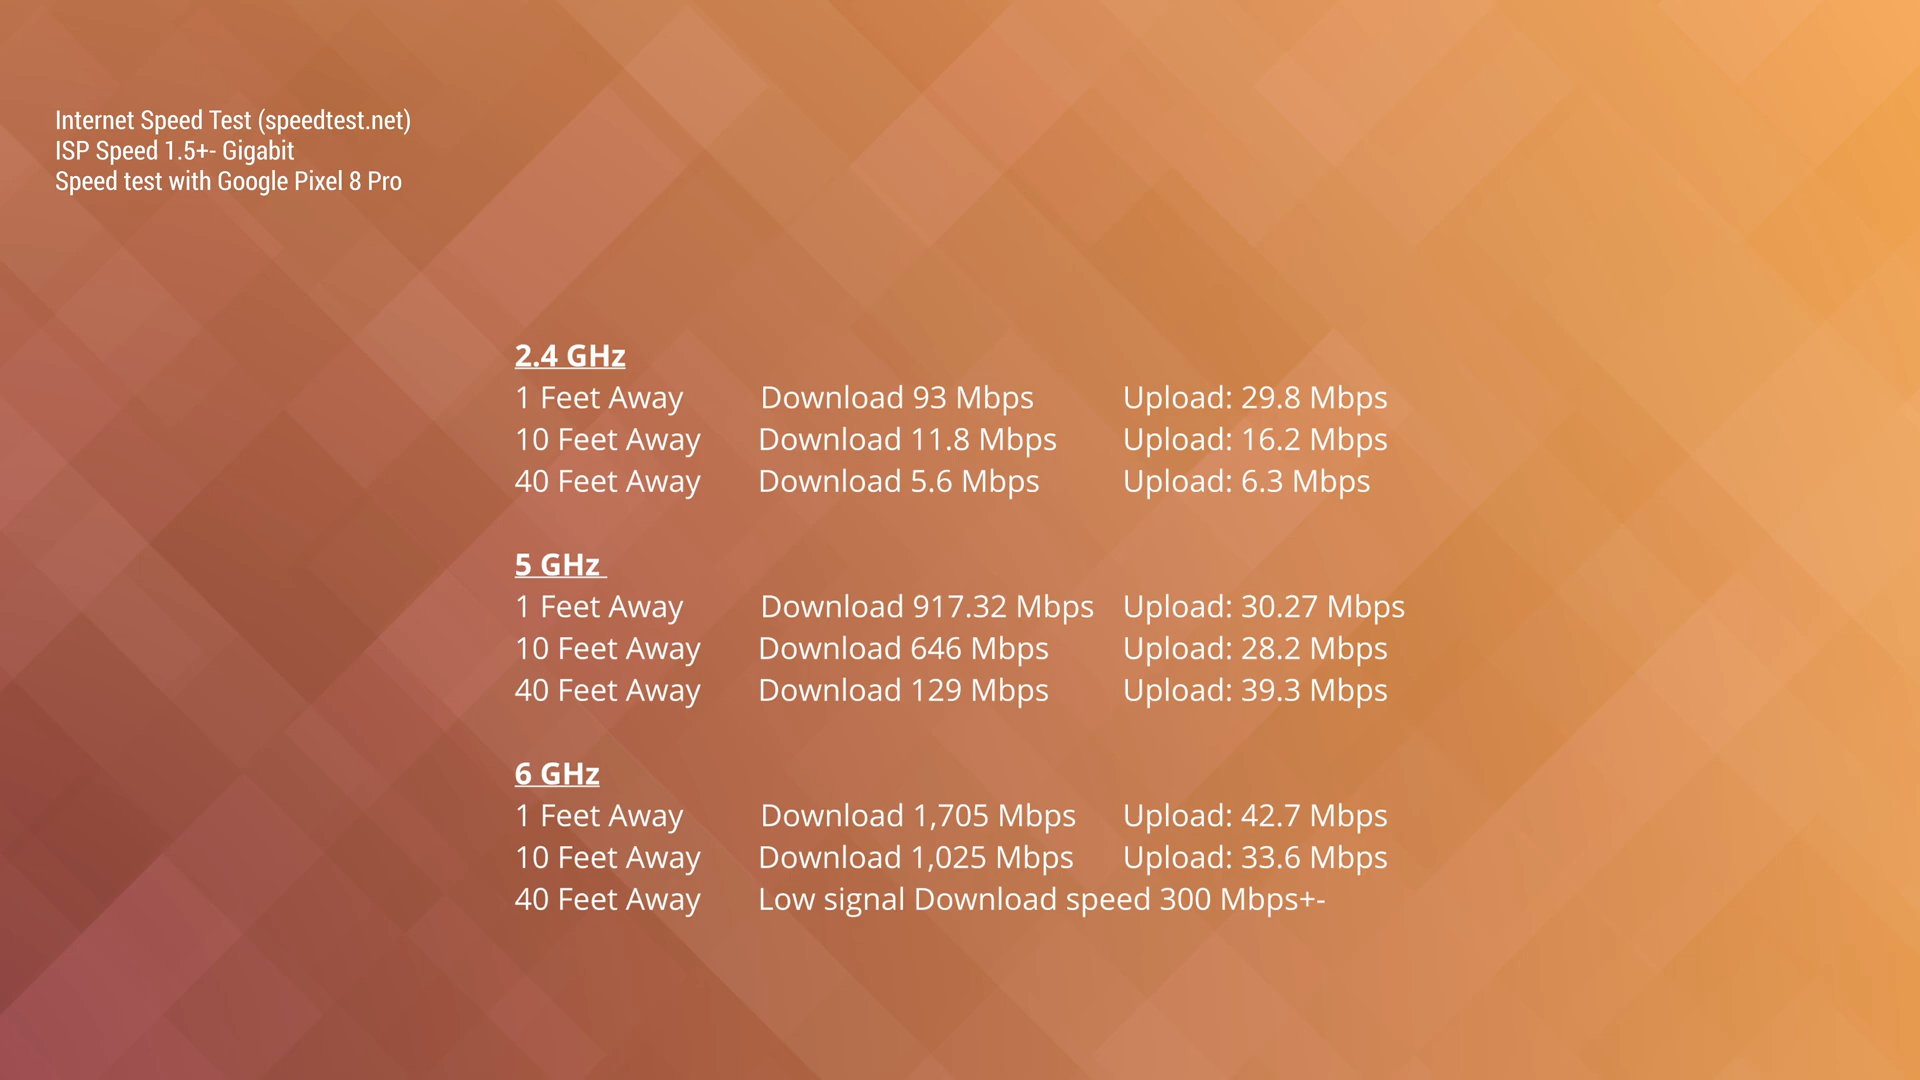 Internet Speed Test (speedtest.net)
ISP Speed 1.5+- Gigabit
Speed test with Google Pixel 8 Pro
2.4 GHz
1 Feet Away Download 93 Mbps Upload: 29.8 Mbps
10 Feet Away Download 11.8 Mbps Upload: 16.2 Mbps
40 Feet Away Download 5.6 Mbps Upload: 6.3 Mbps
5 GHz
1 Feet Away Download 917.32 Mbps Upload: 30.27 Mbps
10 Feet Away Download 646 Mbps Upload: 28.2 Mbps
40 Feet Away Download 129 Mbps Upload: 39.3 Mbps
6 GHz
1 Feet Away Download 1,705 Mbps Upload: 42.7 Mbps
10 Feet Away Download 1,025 Mbps Upload: 33.6 Mbps
40 Feet Away Low signal Download speed 300 Mbps+-